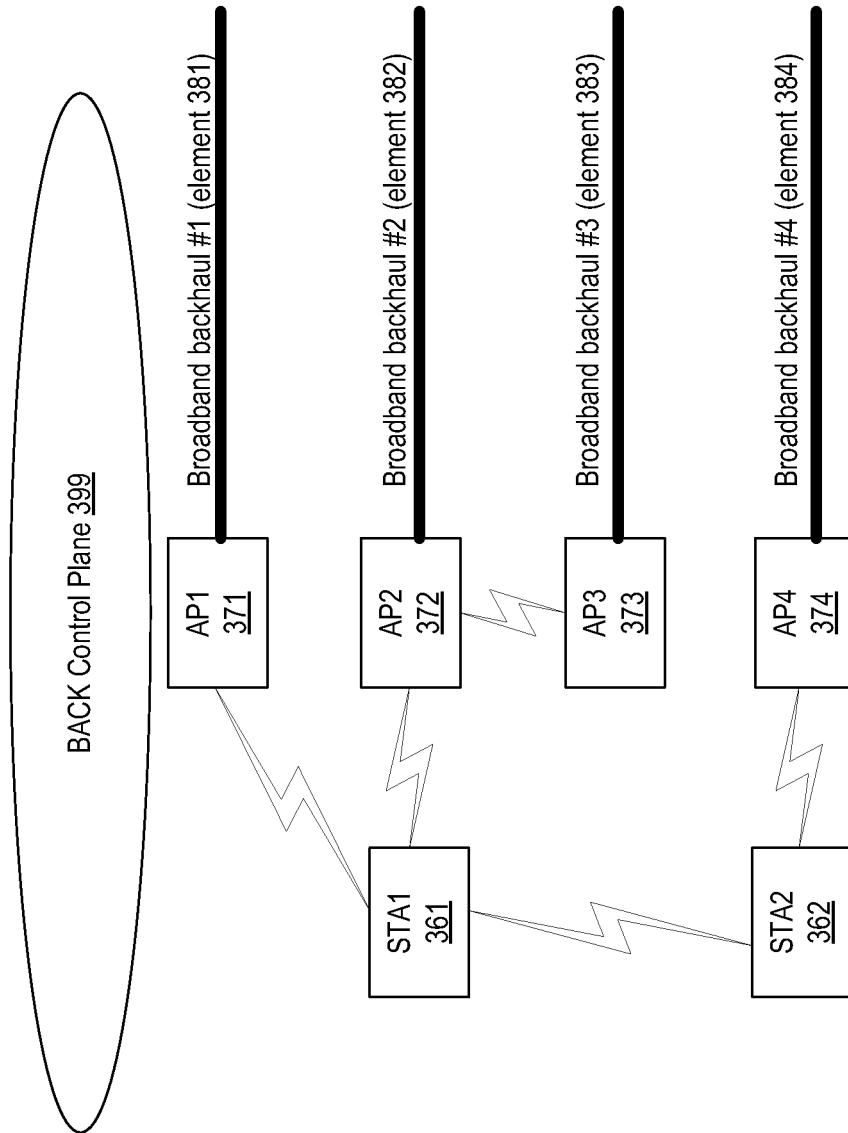 BACK Control Plane 399
AP1
371
Broadband backhaul #1 (element 381)
STA1
361
AP2
372
Broadband backhaul #2 (element 382)
AP3
373
Broadband backhaul #3 (element 383)
STA2
362
AP4
374
Broadband backhaul #4 (element 384)